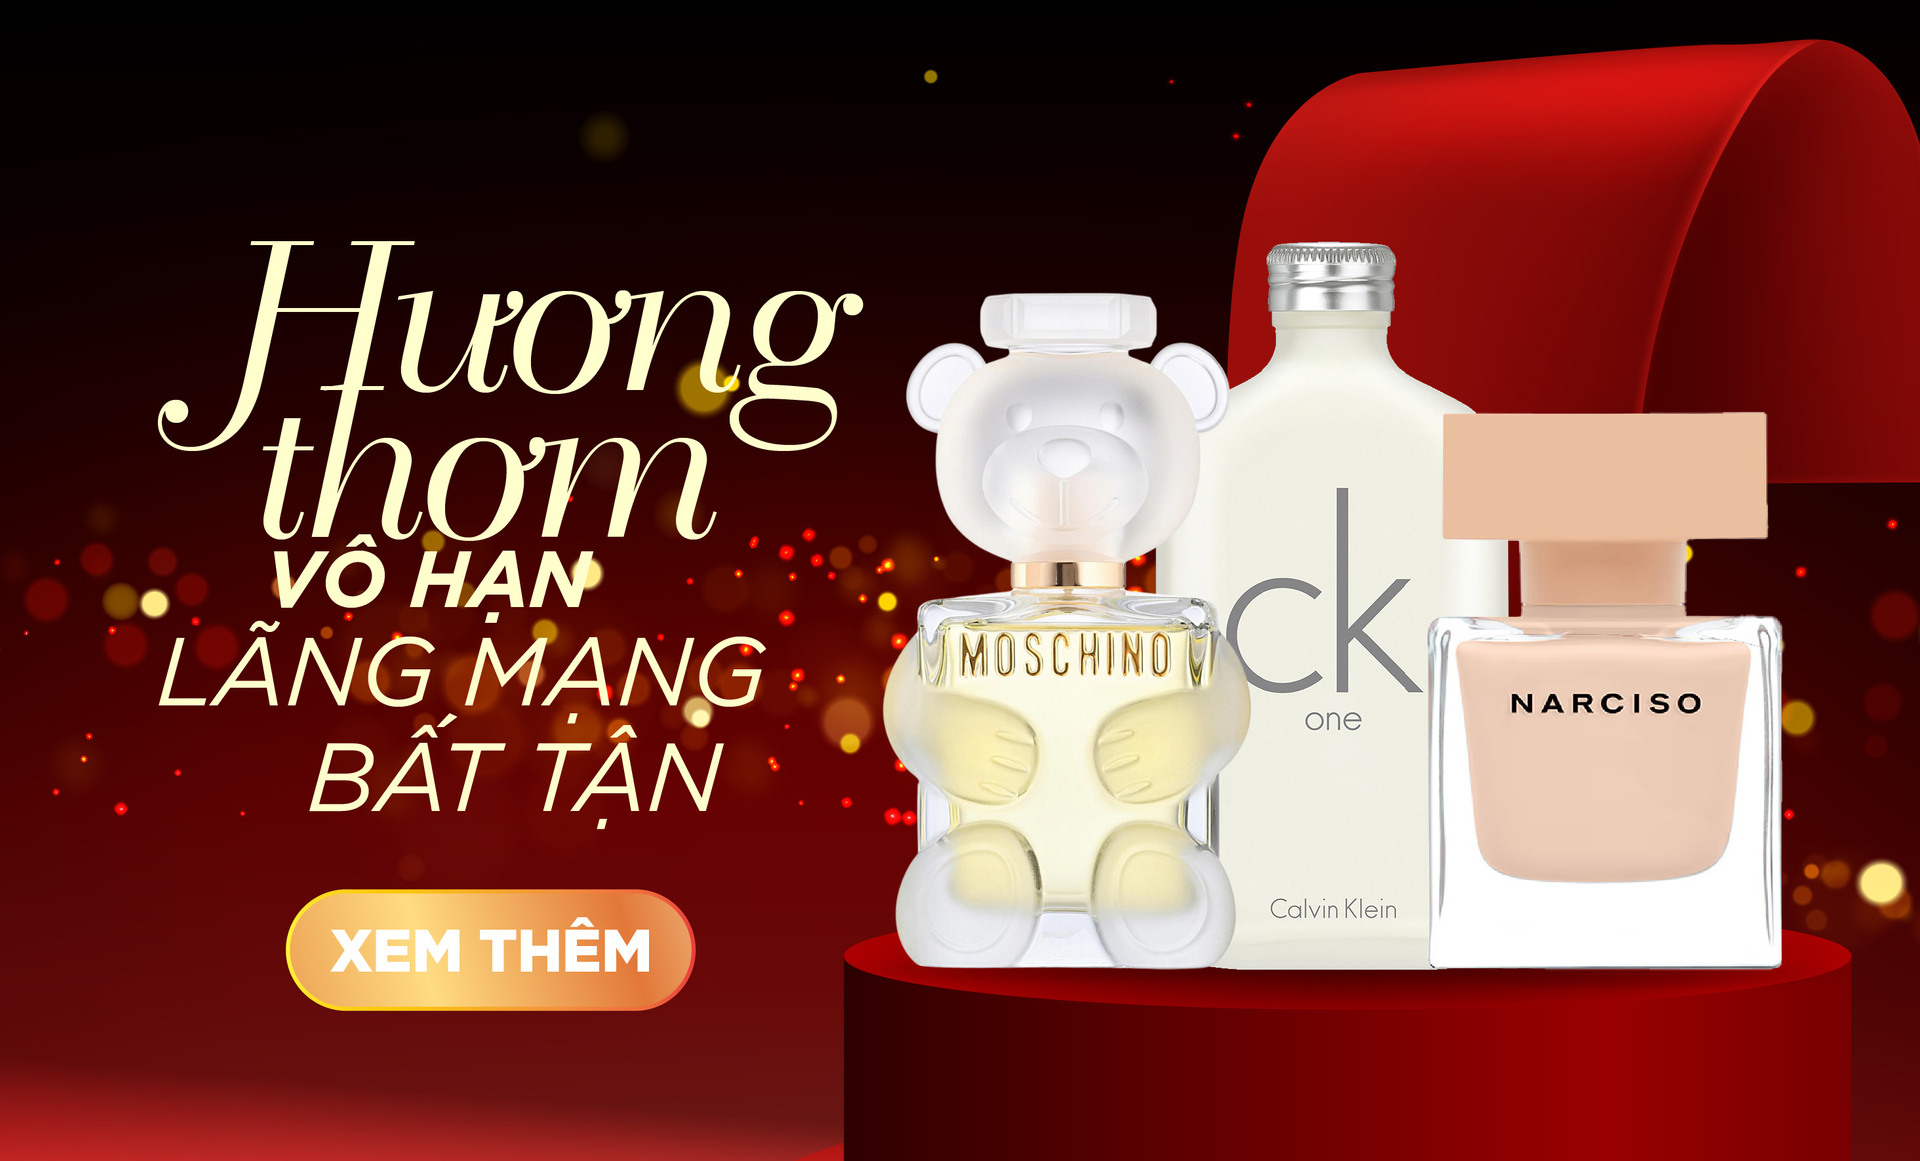 Hương
thơm
VÔ HẠN
LÃNG MẠNG
BẤT TẬN
XEM THÊM
MOSCHINO
ck
one
Calvin Klein
NARCISO